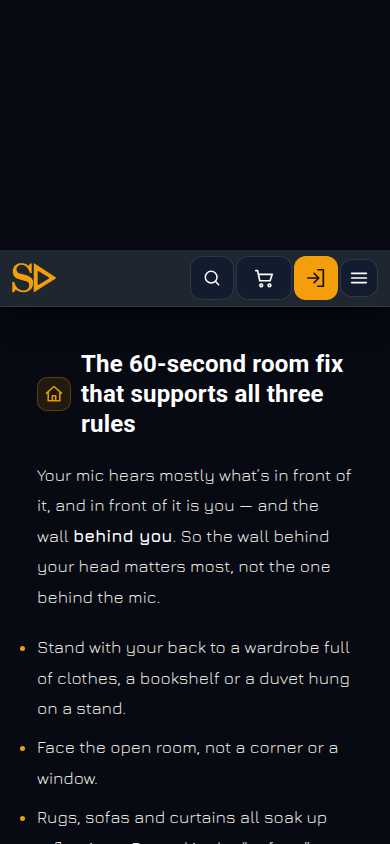 S
The 60-second room fix
that supports all three
rules
Your mic hears mostly what's in front of
it, and in front of it is you — and the
wall behind you. So the wall behind
your head matters most, not the one
behind the mic.
• Stand with your back to a wardrobe full
of clothes, a bookshelf or a duvet hung
on a stand.
• Face the open room, not a corner or a
window.
• Rugs, sofas and curtains all soak up